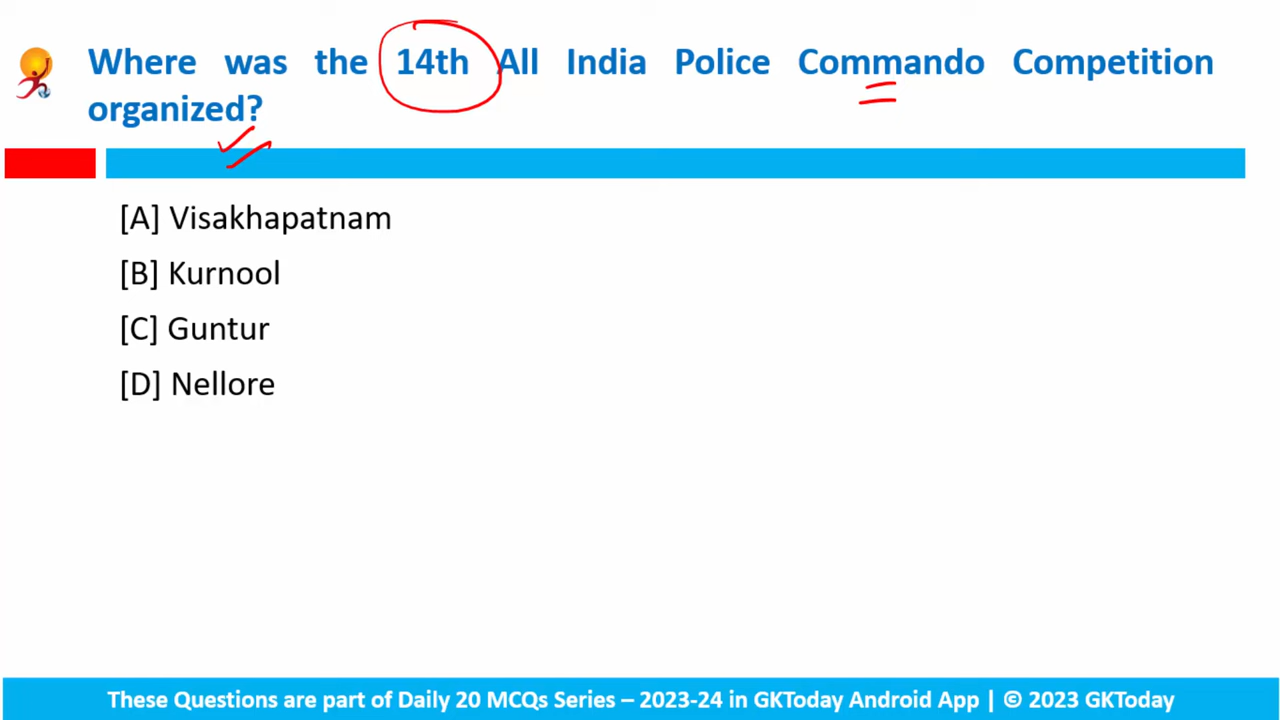 Where was the 14th All India Police Commando Competition
organized?
[A] Visakhapatnam
[B] Kurnool
[C] Guntur
[D] Nellore
These Questions are part of Daily 20 MCQs Series – 2023-24 in GKToday Android App | © 2023 GKToday